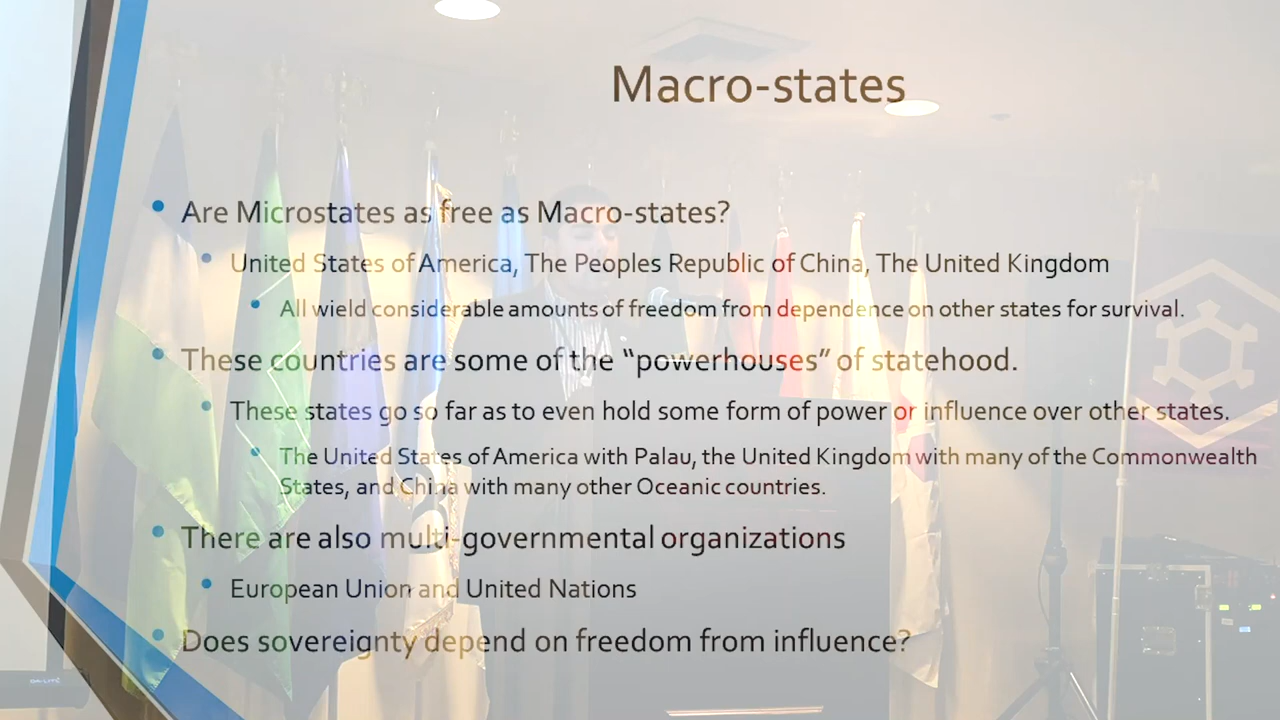 Macro-states
Are Microstates as free as Macro-states?
United States of America, The Peoples Republic of China, The United Kingdom
All wield considerable amounts of freedom from dependence on other states for survival.
These countries are some of the “powerhouses” of statehood.
These states go so far as to even hold some form of power or influence over other states.
The United States of America with Palau, the United Kingdom with many of the Commonwealth
States, and China with many other Oceanic countries.
There are also multi-governmental organizations
European Union and United Nations
Does sovereignty depend on freedom from influence?